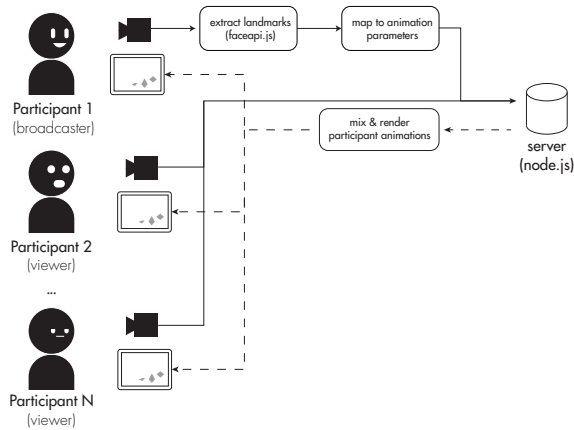 extract landmarks
(faceapi.js)
map to animation
parameters
Participant 1
(broadcaster)
mix & render
participant animations
server
(node.js)
Participant 2
(viewer)
...
Participant N
(viewer)